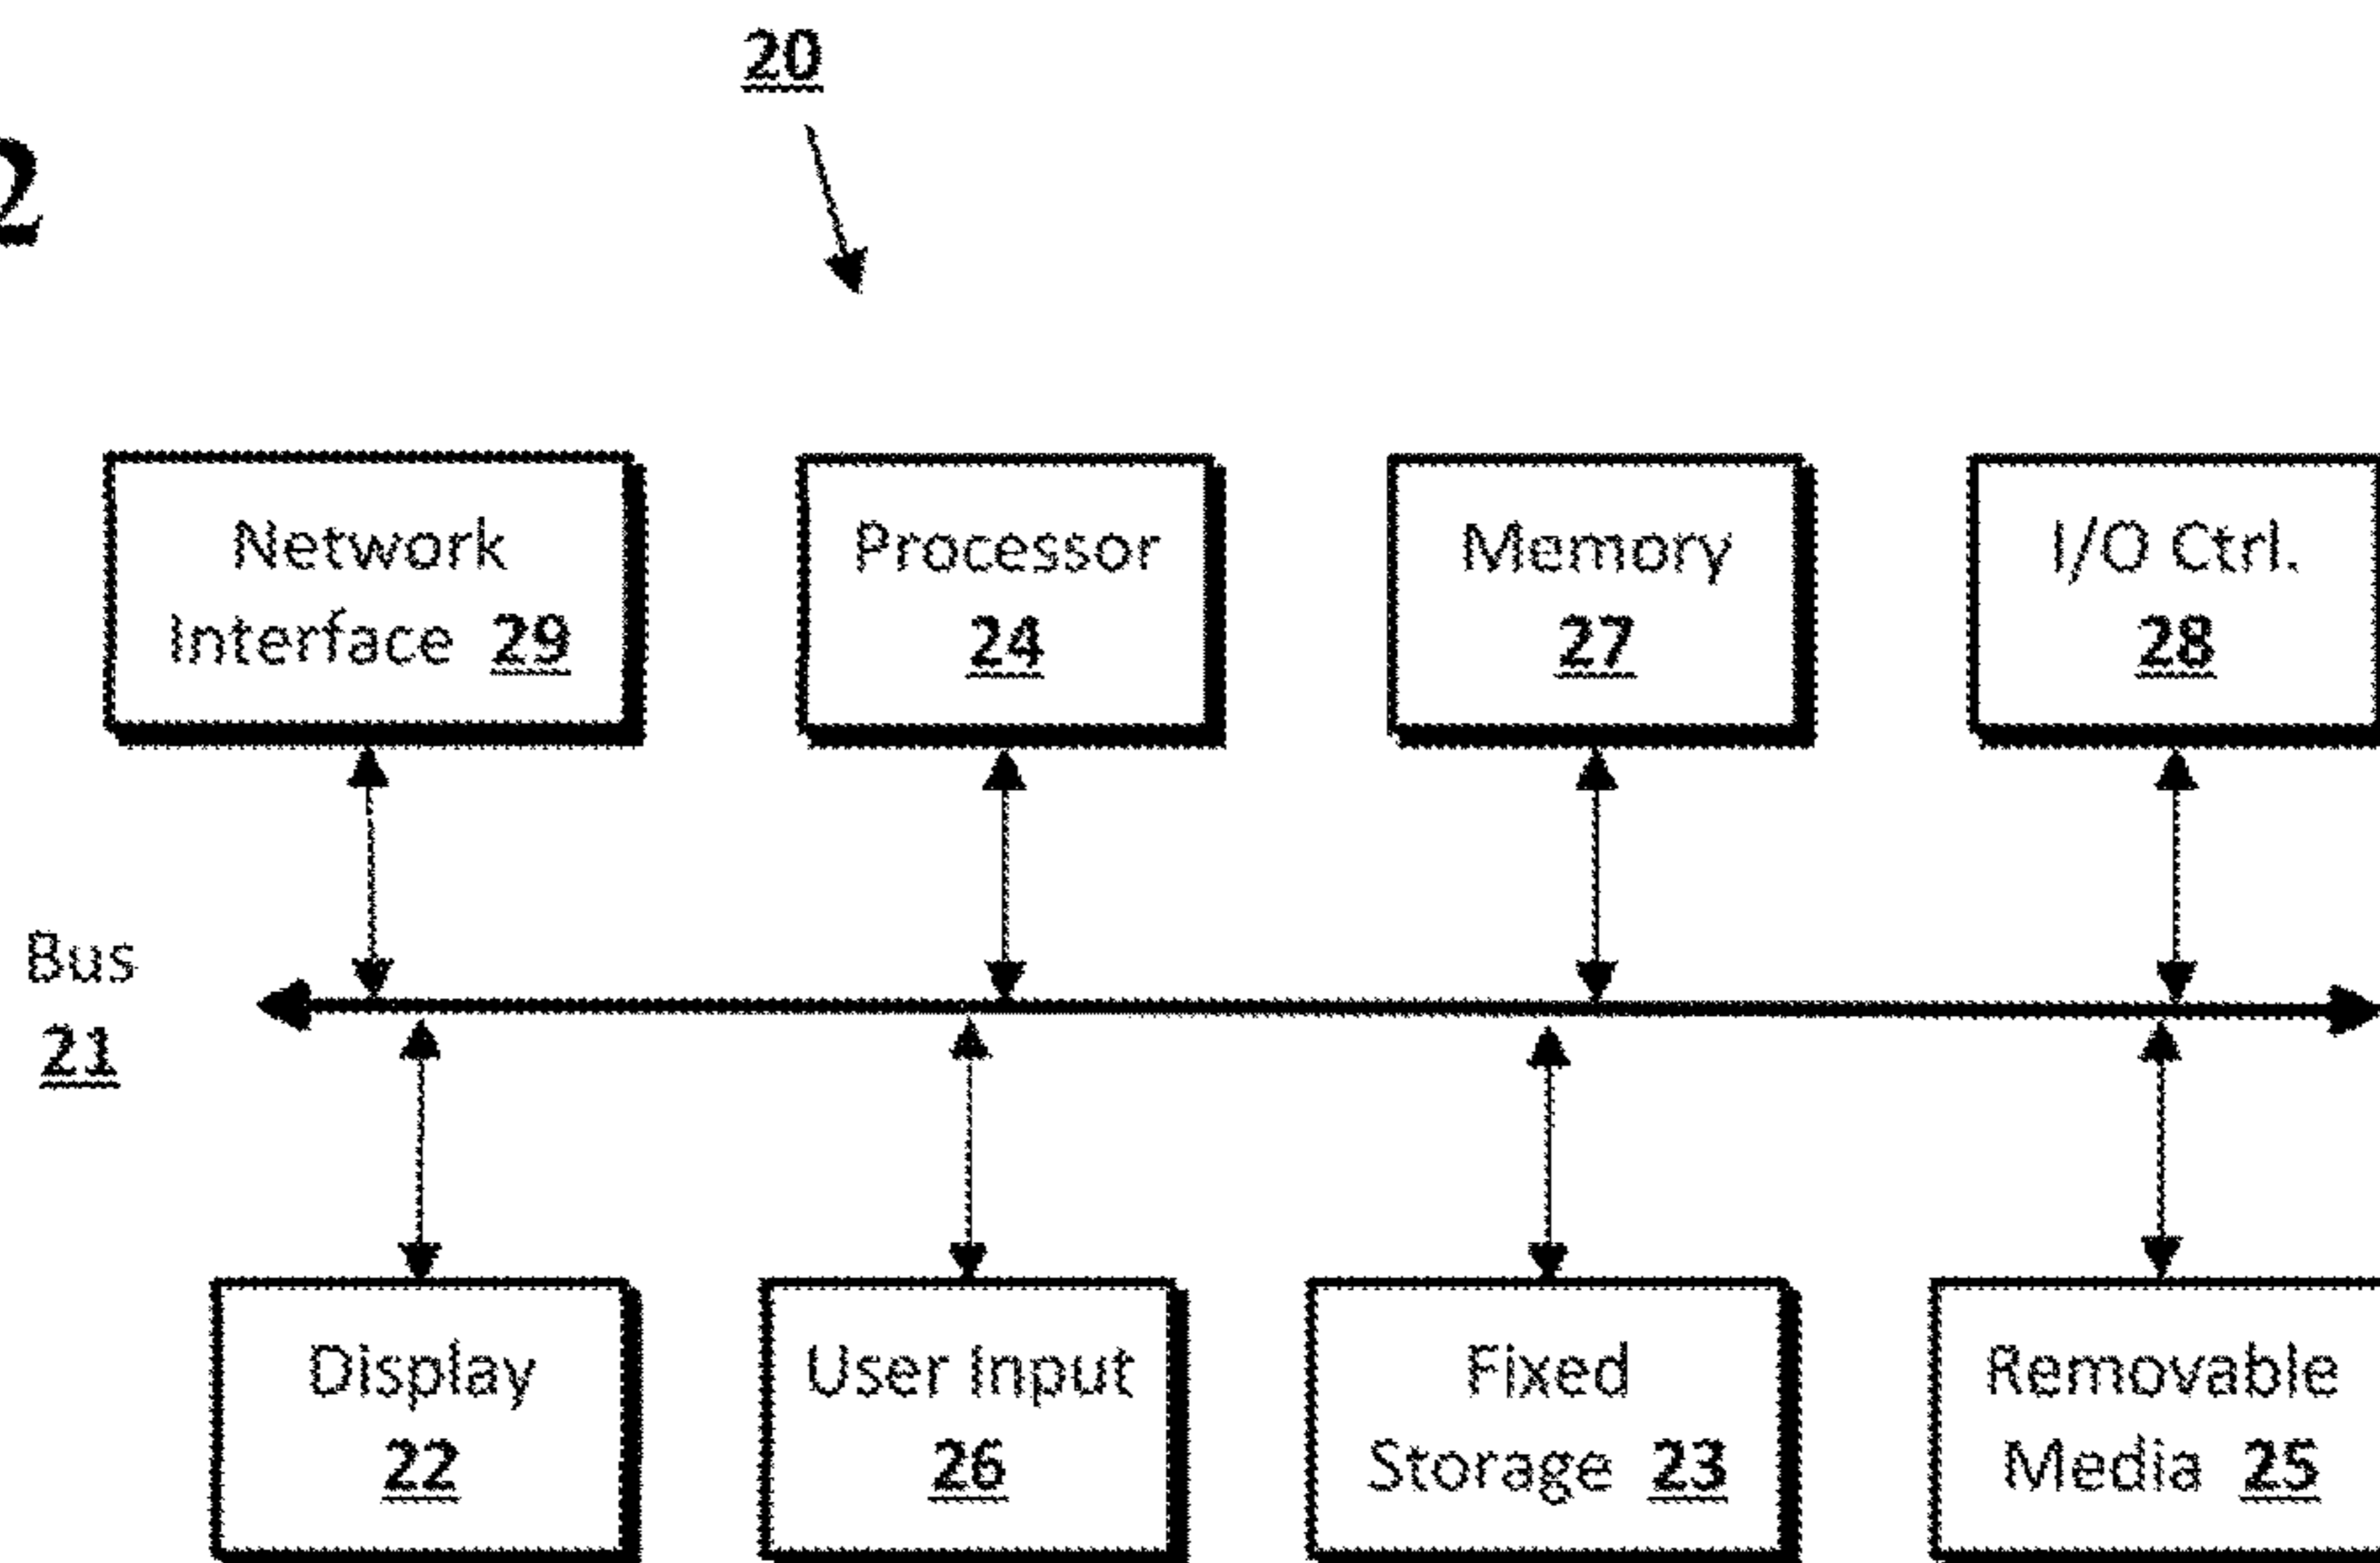 20
2
Network
Interface 29
Processor
24
Memory
27
I/O Ctrl.
28
Bus
21
Display
22
User Input
26
Fixed
Storage 23
Removable
Media 25